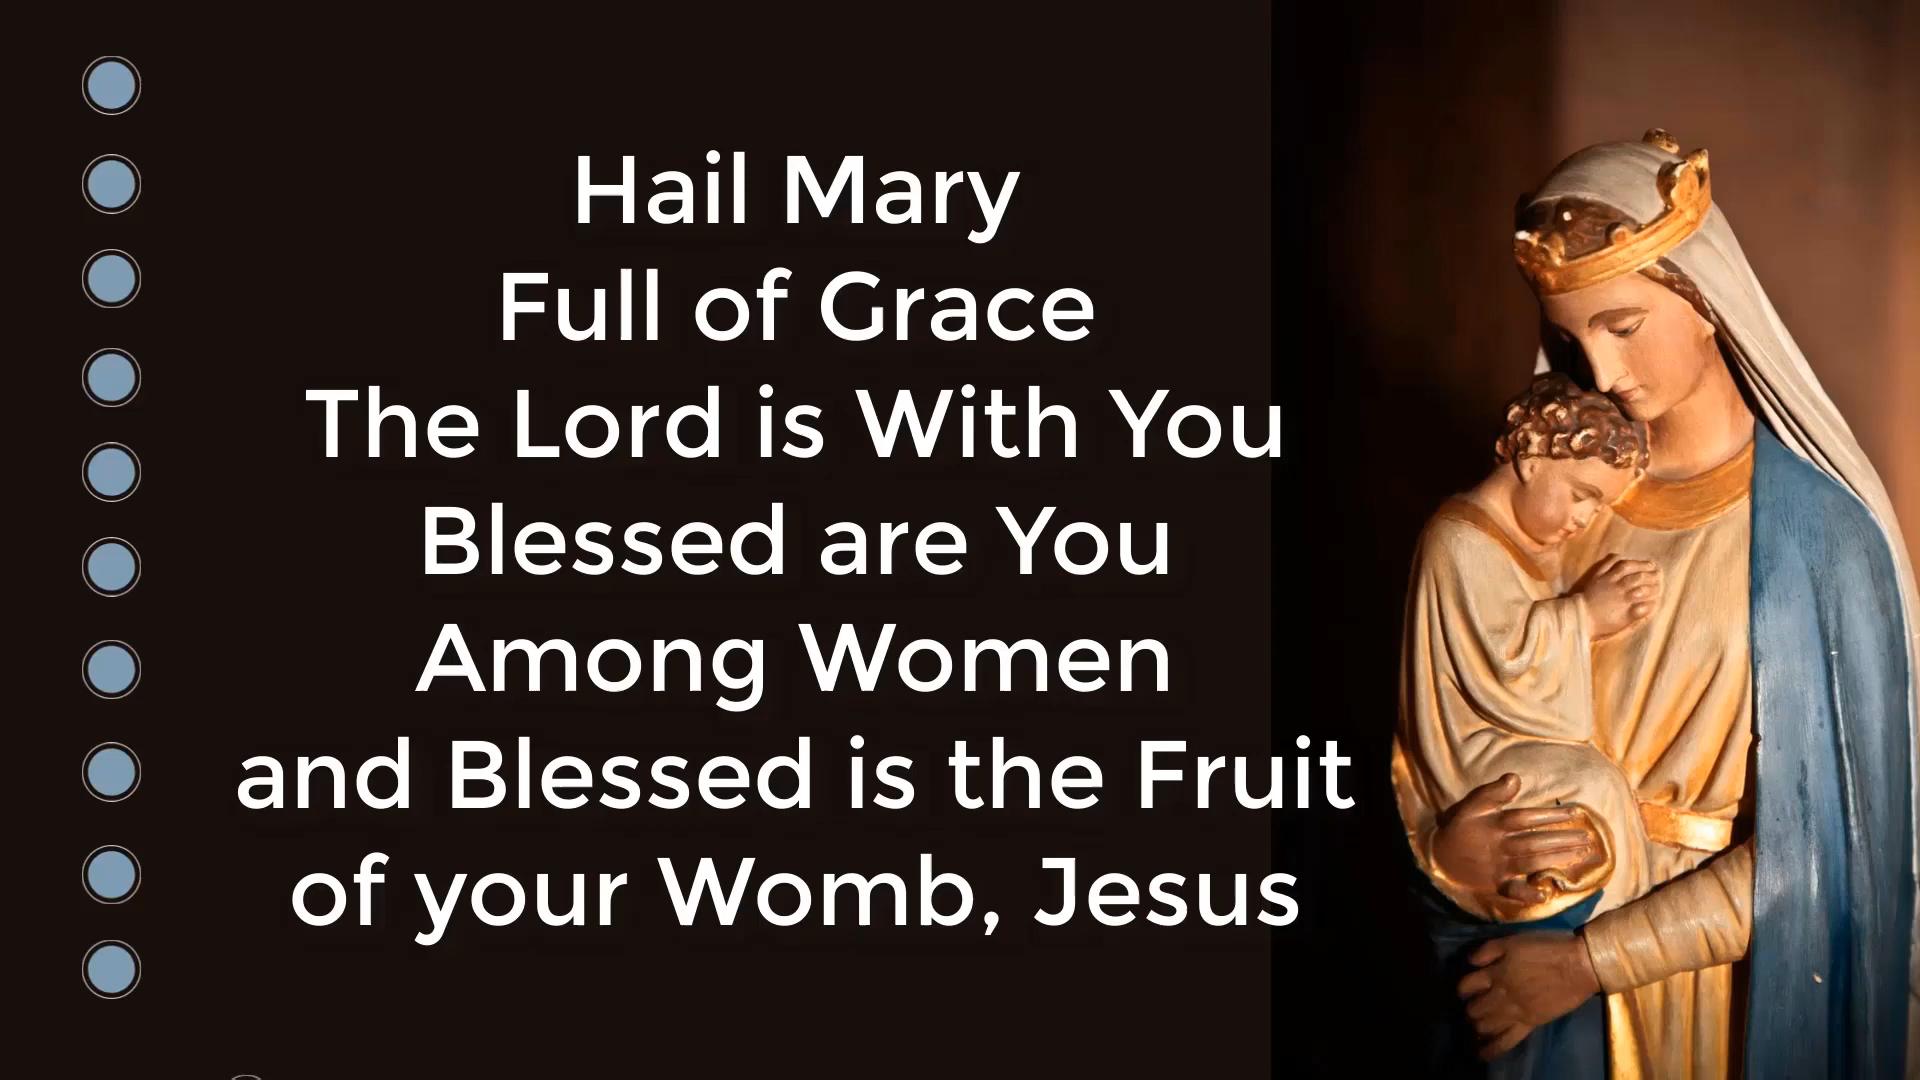 Hail Mary
Full of Grace
The Lord is With You
Blessed are You
Among Women
and Blessed is the Fruit
of your Womb, Jesus